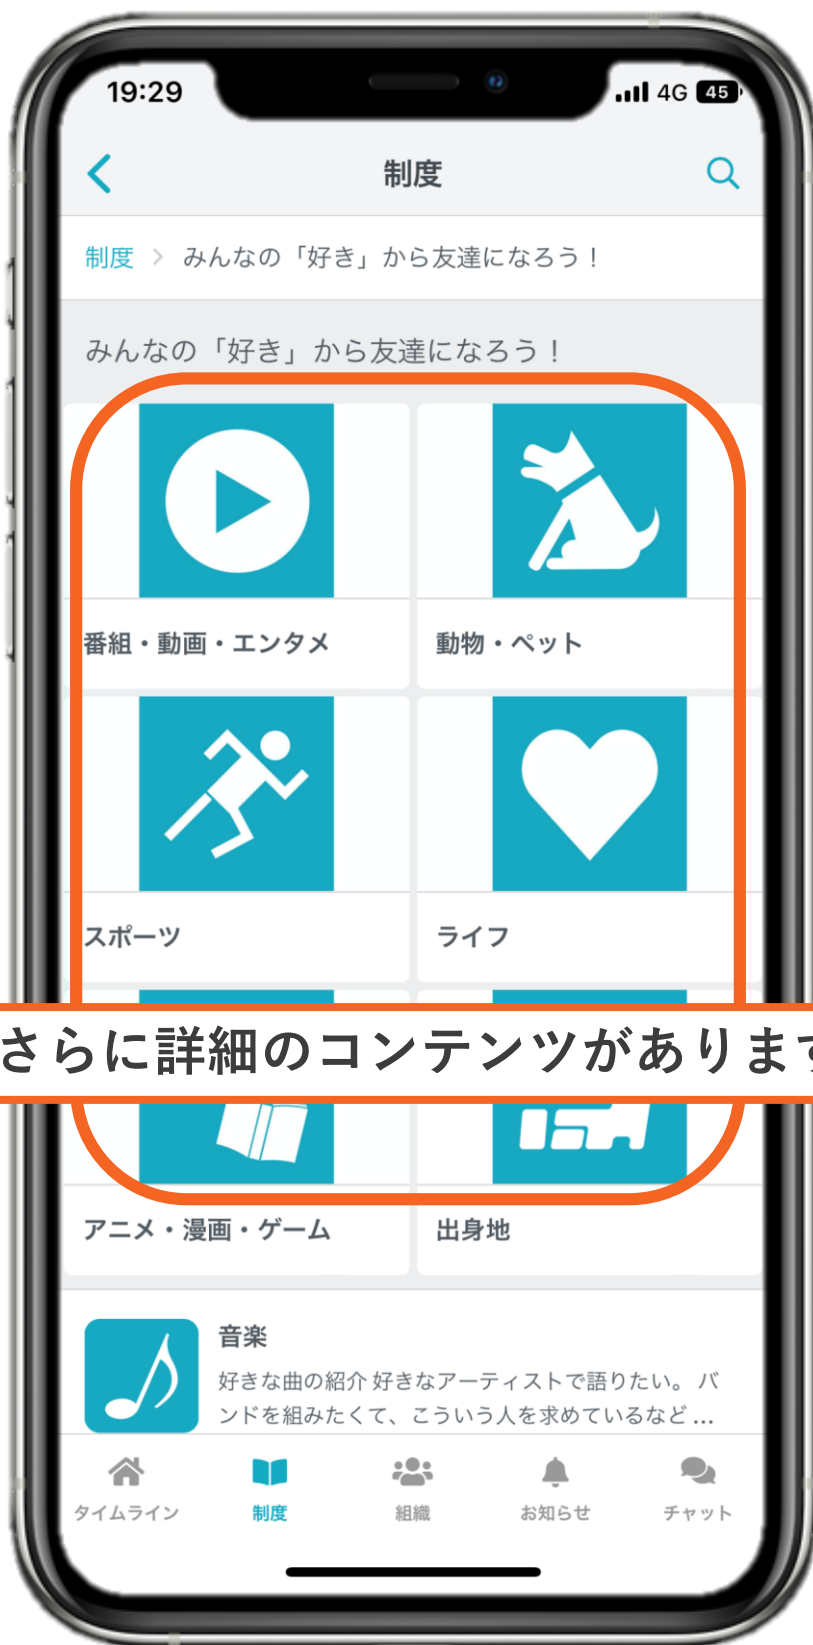 19:29
4G 45
制度
制度 > みんなの「好き」から友達になろう！
みんなの「好き」から友達になろう！
番組・動画・エンタメ
動物・ペット
スポーツ
ライフ
さらに詳細のコンテンツがあります
アニメ・漫画・ゲーム
出身地
音楽
好きな曲の紹介 好きなアーティストで語りたい。 バ
ンドを組みたくて、こういう人を求めているなど...
タイムライン
制度
組織
お知らせ
チャット